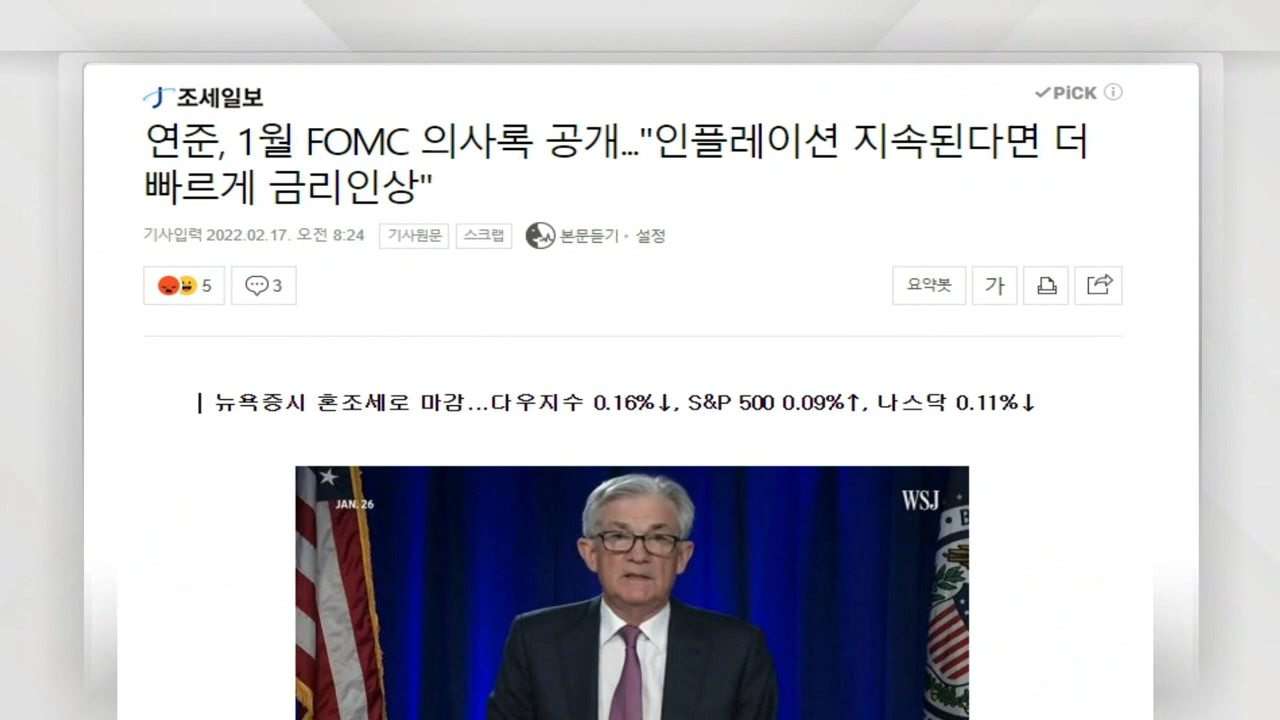 조세일보
✓PiCK ⓘ
연준, 1월 FOMC 의사록 공개..."인플레이션 지속된다면 더
빠르게 금리인상"
기사입력 2022.02.17. 오전 8:24 기사원문 스크랩 본문듣기 · 설정
5 3 요약봇 가
| 뉴욕증시 혼조세로 마감...다우지수 0.16%↓, S&P 500 0.09%↑, 나스닥 0.11%↓
JAN. 26
WSJ